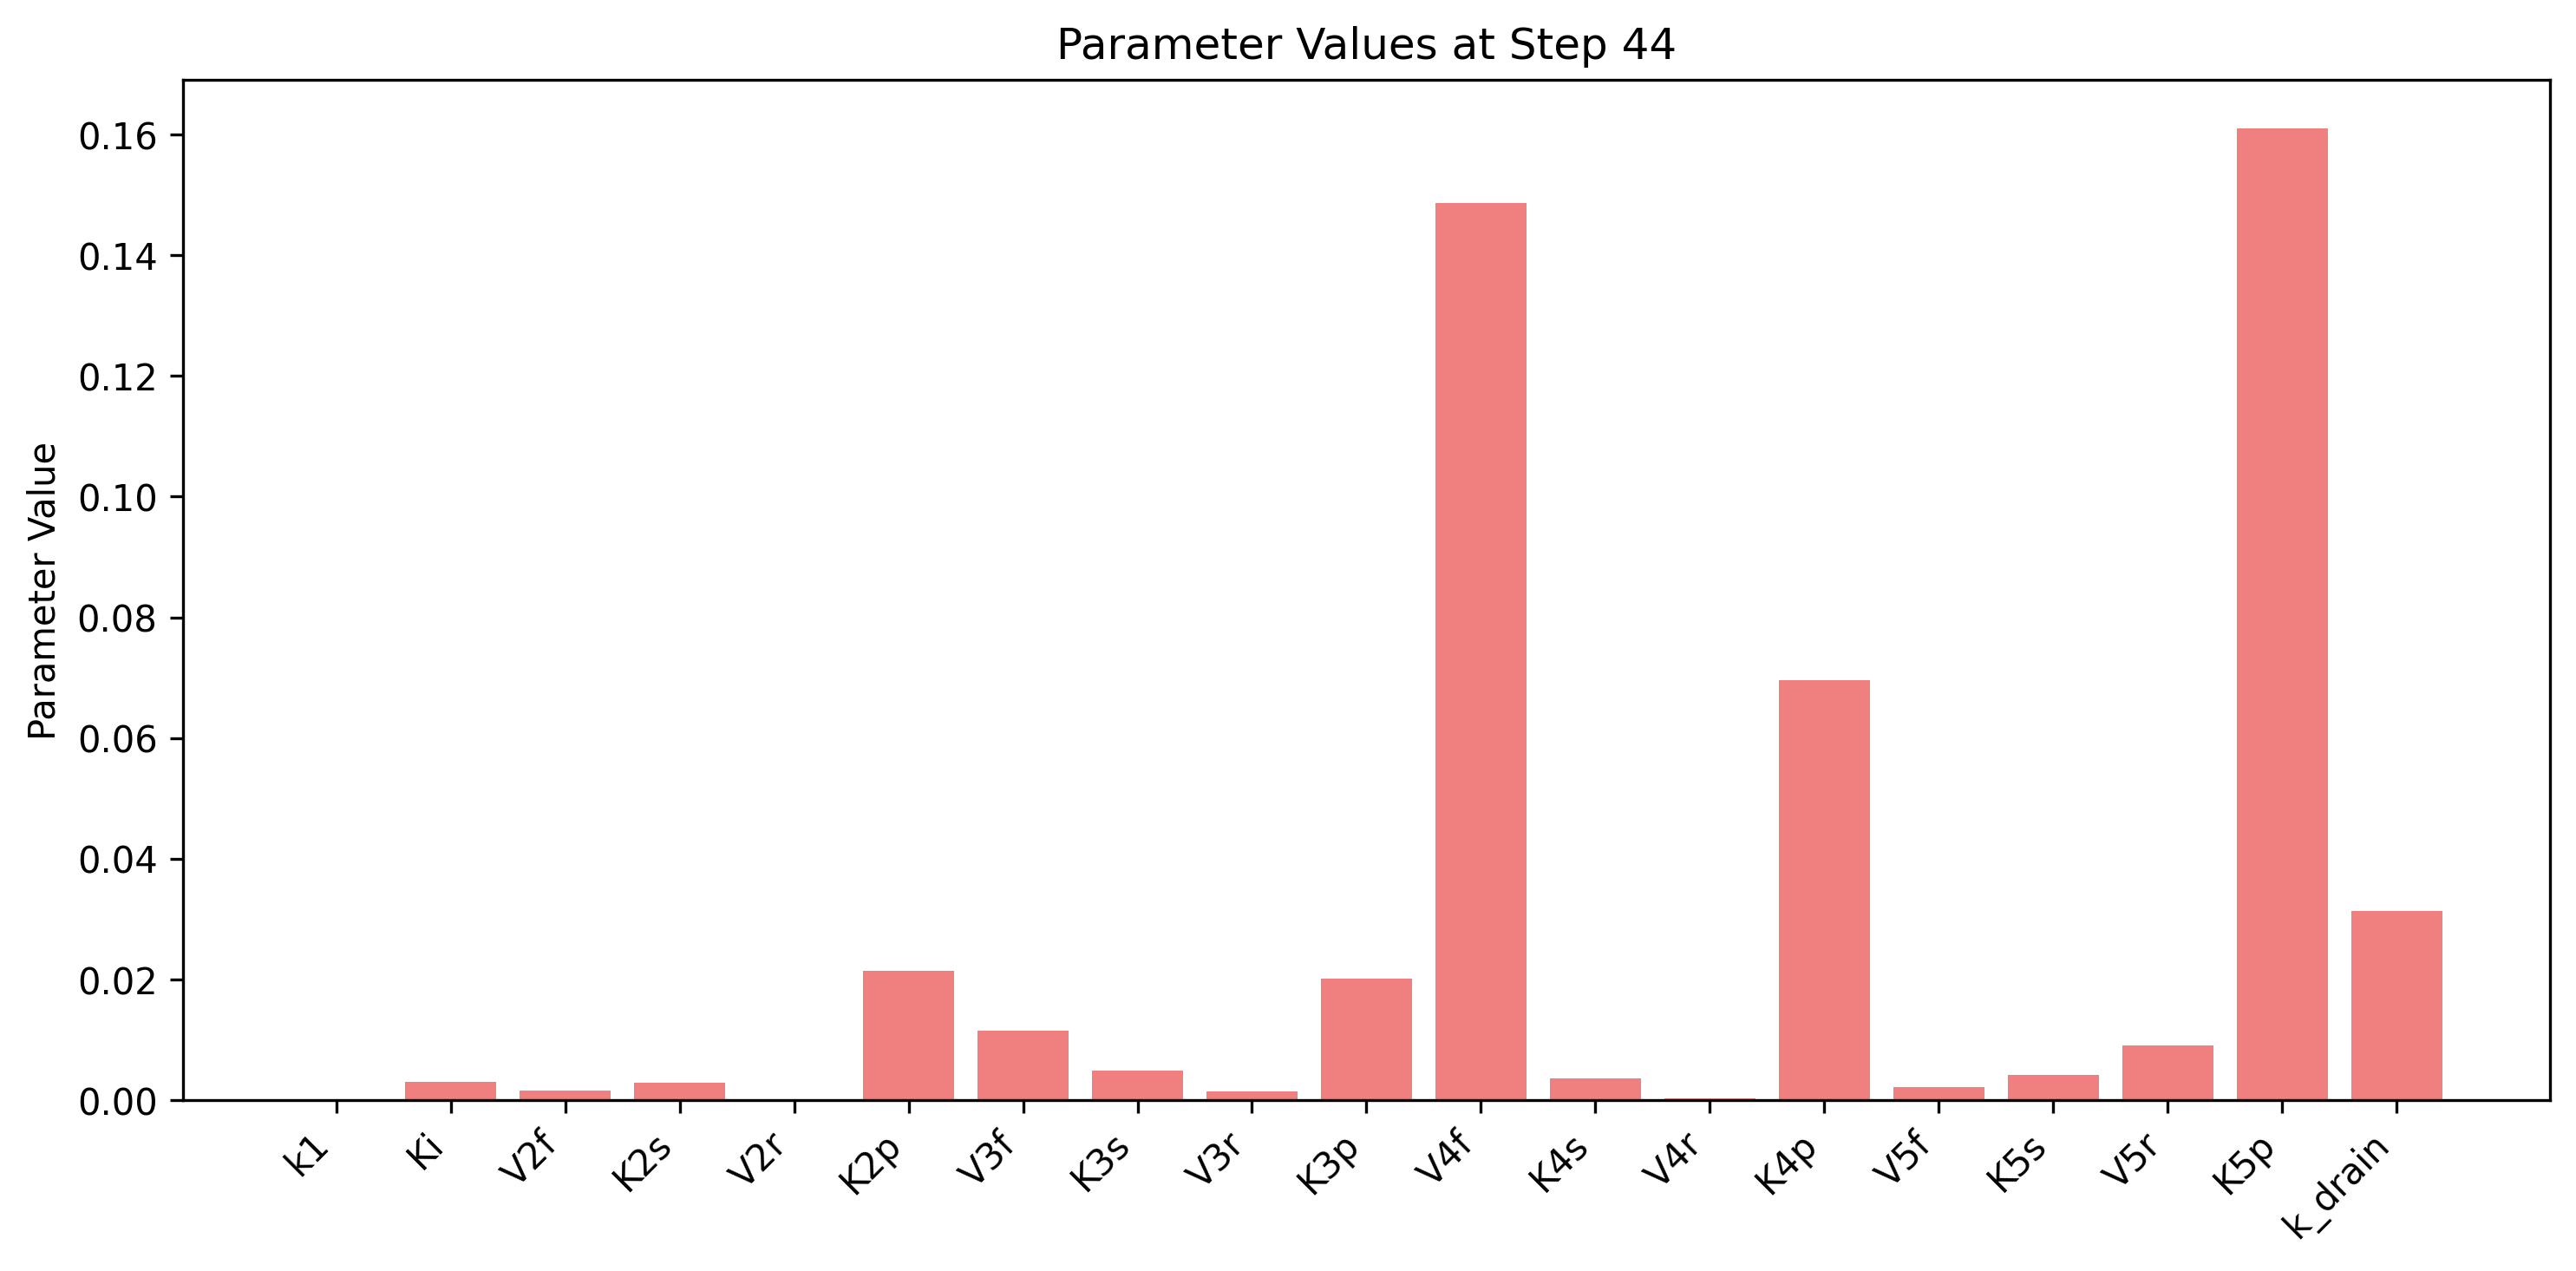 Parameter Values at Step 44
Parameter Value
0.16
0.14
0.12
0.10
0.08
0.06
0.04
0.02
0.00
k1
Ki
V2f
K2s
V2r
K2p
V3f
K3s
V3r
K3p
V4f
K4s
V4r
K4p
V5f
K5s
V5r
K5p
k_drain